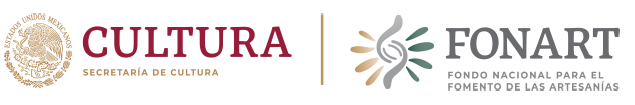 ESTADOS UNIDOS MEXICANOS
CULTURA
SECRETARÍA DE CULTURA
FONART
FONDO NACIONAL PARA EL
FOMENTO DE LAS ARTESANÍAS